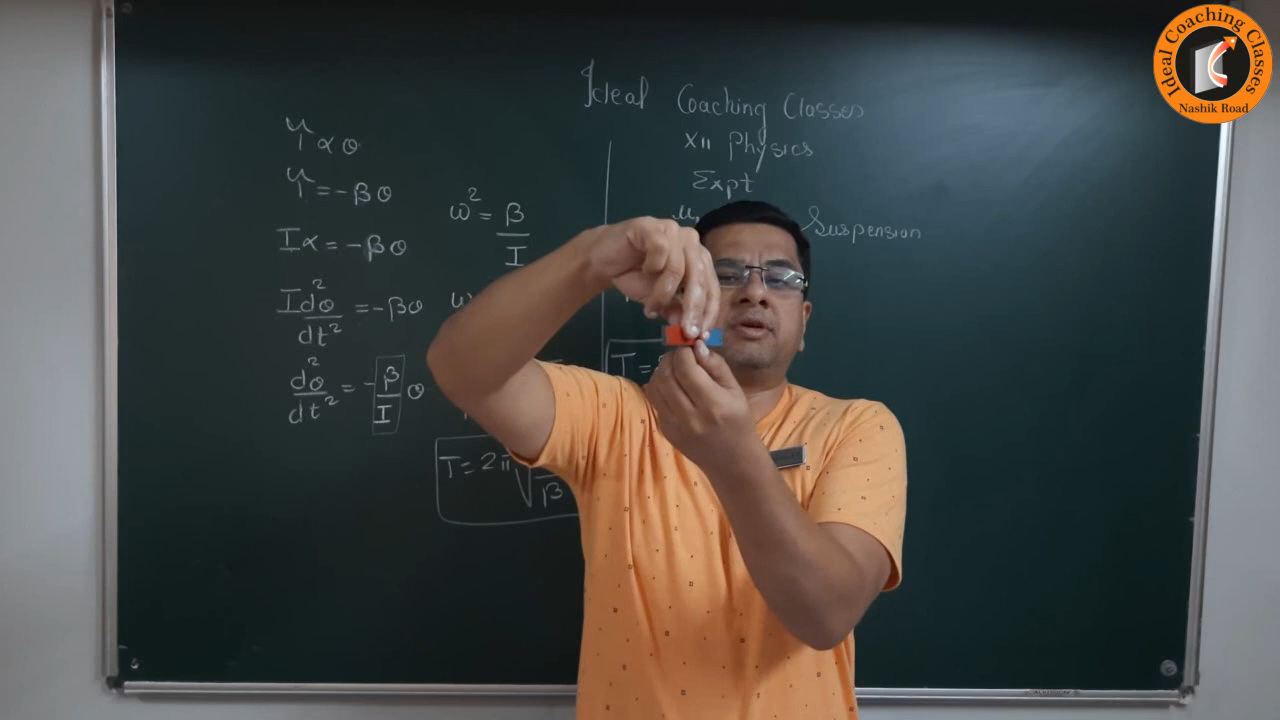 τ α θ
τ = -βθ
Iα = -βθ
I d²θ/dt² = -βθ
d²θ/dt² = -β/I θ
ω² = β/I
T = 2π√ β
Ideal Coaching Classes
XII Physics
Expt
Suspension
T =
Ideal Coaching Classes
Nashik Road